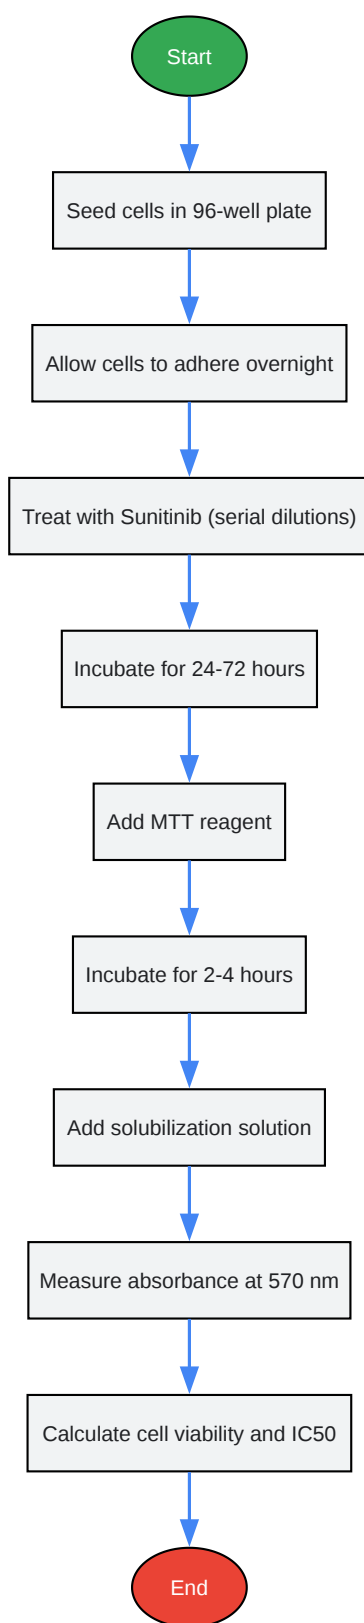 Start
Seed cells in 96-well plate
Allow cells to adhere overnight
Treat with Sunitinib (serial dilutions)
Incubate for 24-72 hours
Add MTT reagent
Incubate for 2-4 hours
Add solubilization solution
Measure absorbance at 570 nm
Calculate cell viability and IC50
End